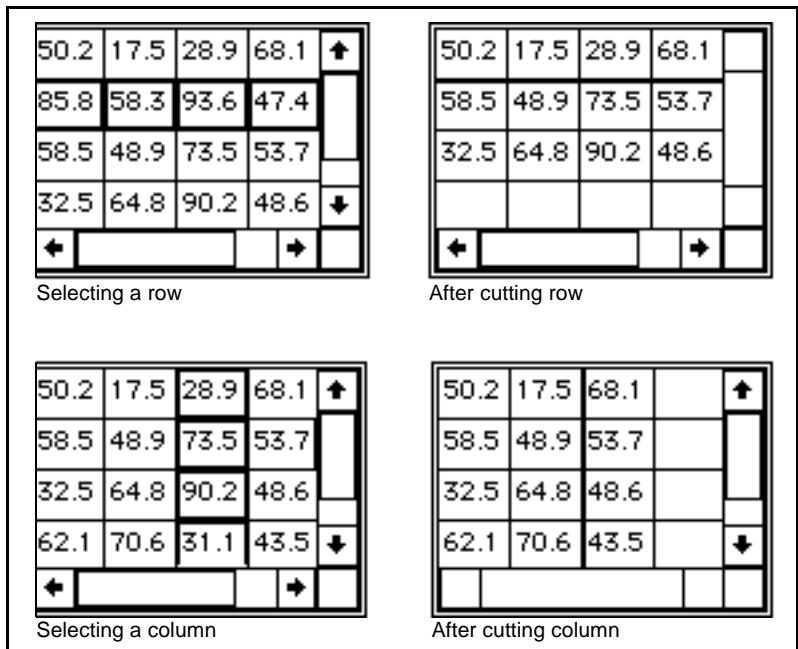 50.2 17.5 28.9 68.1
85.8 58.3 93.6 47.4
58.5 48.9 73.5 53.7
32.5 64.8 90.2 48.6
Selecting a row
50.2 17.5 28.9 68.1
58.5 48.9 73.5 53.7
32.5 64.8 90.2 48.6
After cutting row
50.2 17.5 28.9 68.1
58.5 48.9 73.5 53.7
32.5 64.8 90.2 48.6
62.1 70.6 31.1 43.5
Selecting a column
50.2 17.5 68.1
58.5 48.9 53.7
32.5 64.8 48.6
62.1 70.6 43.5
After cutting column